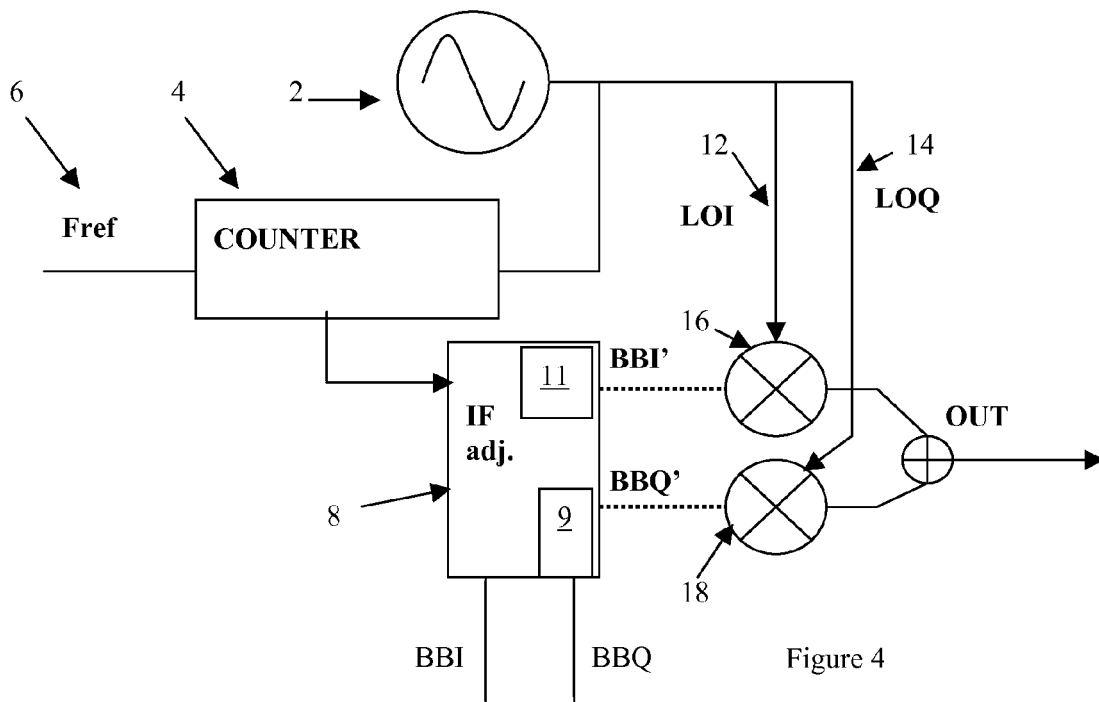 6
4
2
12
14
Fref
COUNTER
LOI
LOQ
16
BBI’
11
IF
adj.
OUT
BBQ’
8
9
18
BBI
BBQ
Figure 4